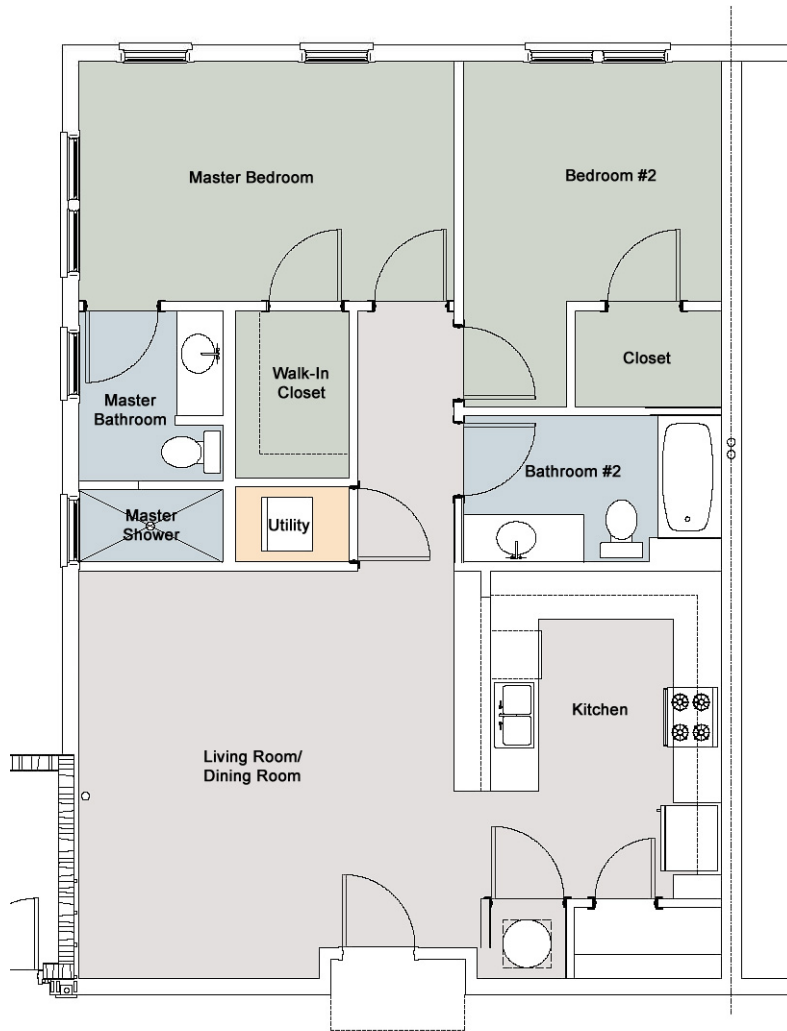 Master Bedroom
Bedroom #2
Walk-In
Closet
Closet
Master
Bathroom
Bathroom #2
Master
Shower
Utility
Kitchen
Living Room/
Dining Room